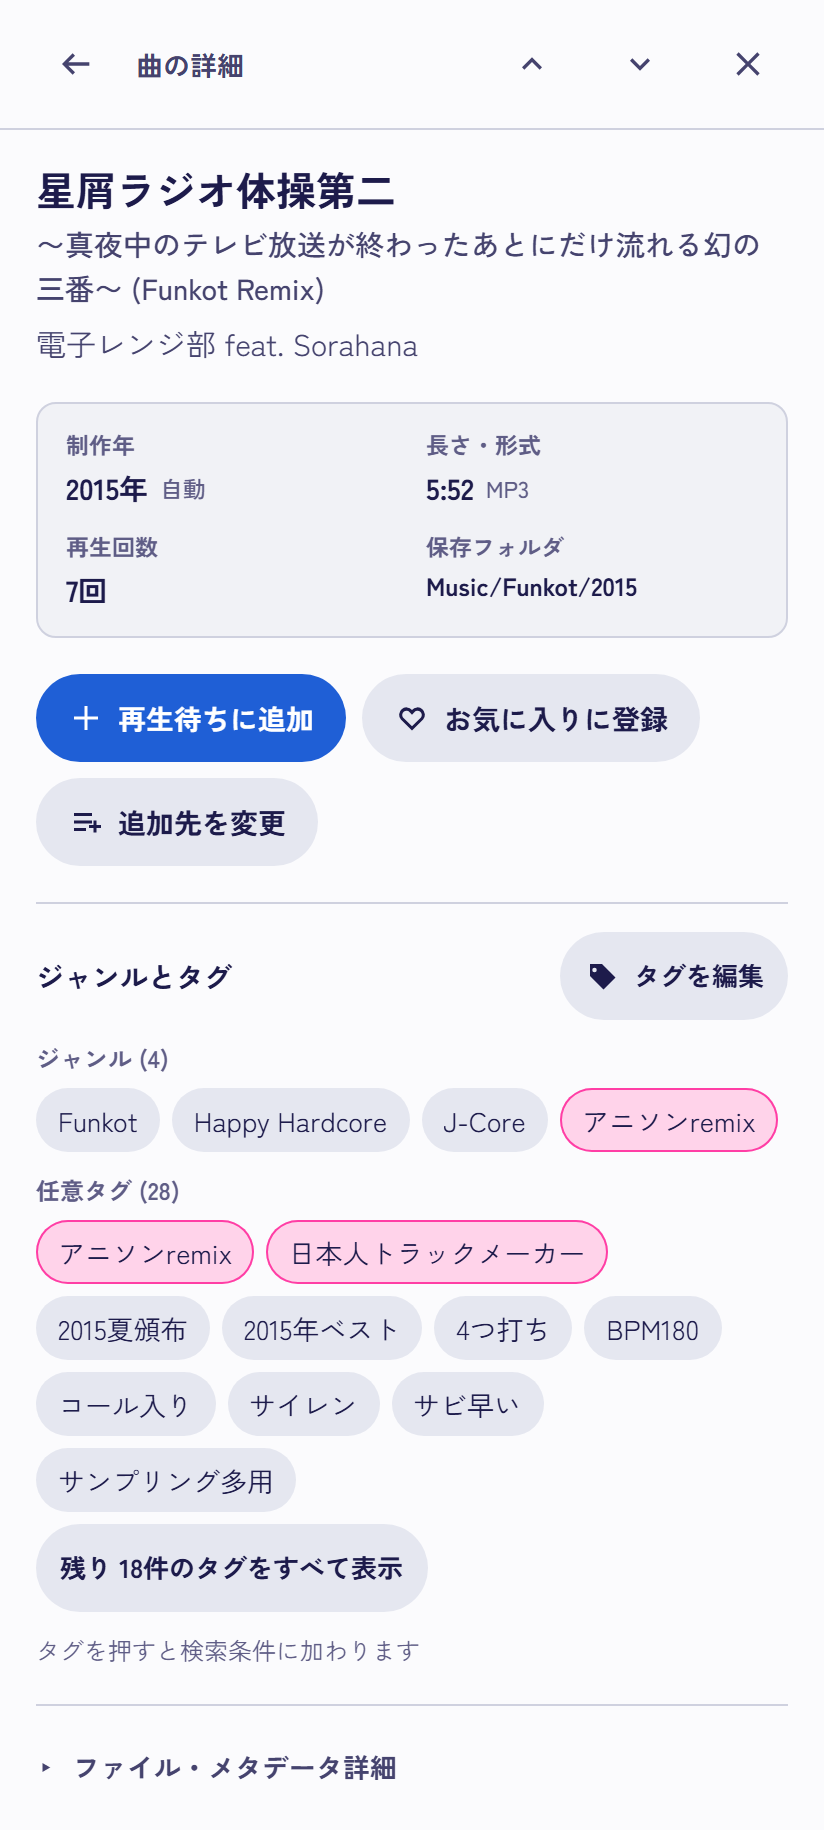 曲の詳細
星屑ラジオ体操第二
〜真夜中のテレビ放送が終わったあとにだけ流れる幻の
三番〜 (Funkot Remix)
電子レンジ部 feat. Sorahana
制作年
2015年 自動
長さ・形式
5:52 MP3
再生回数
7回
保存フォルダ
Music/Funkot/2015
再生待ちに追加
お気に入りに登録
追加先を変更
ジャンルとタグ
タグを編集
ジャンル (4)
Funkot Happy Hardcore J-Core アニソンremix
任意タグ (28)
アニソンremix 日本人トラックメーカー
2015夏頒布 2015年ベスト 4つ打ち BPM180
コール入り サイレン サビ早い
サンプリング多用
残り 18件のタグをすべて表示
タグを押すと検索条件に加わります
ファイル・メタデータ詳細